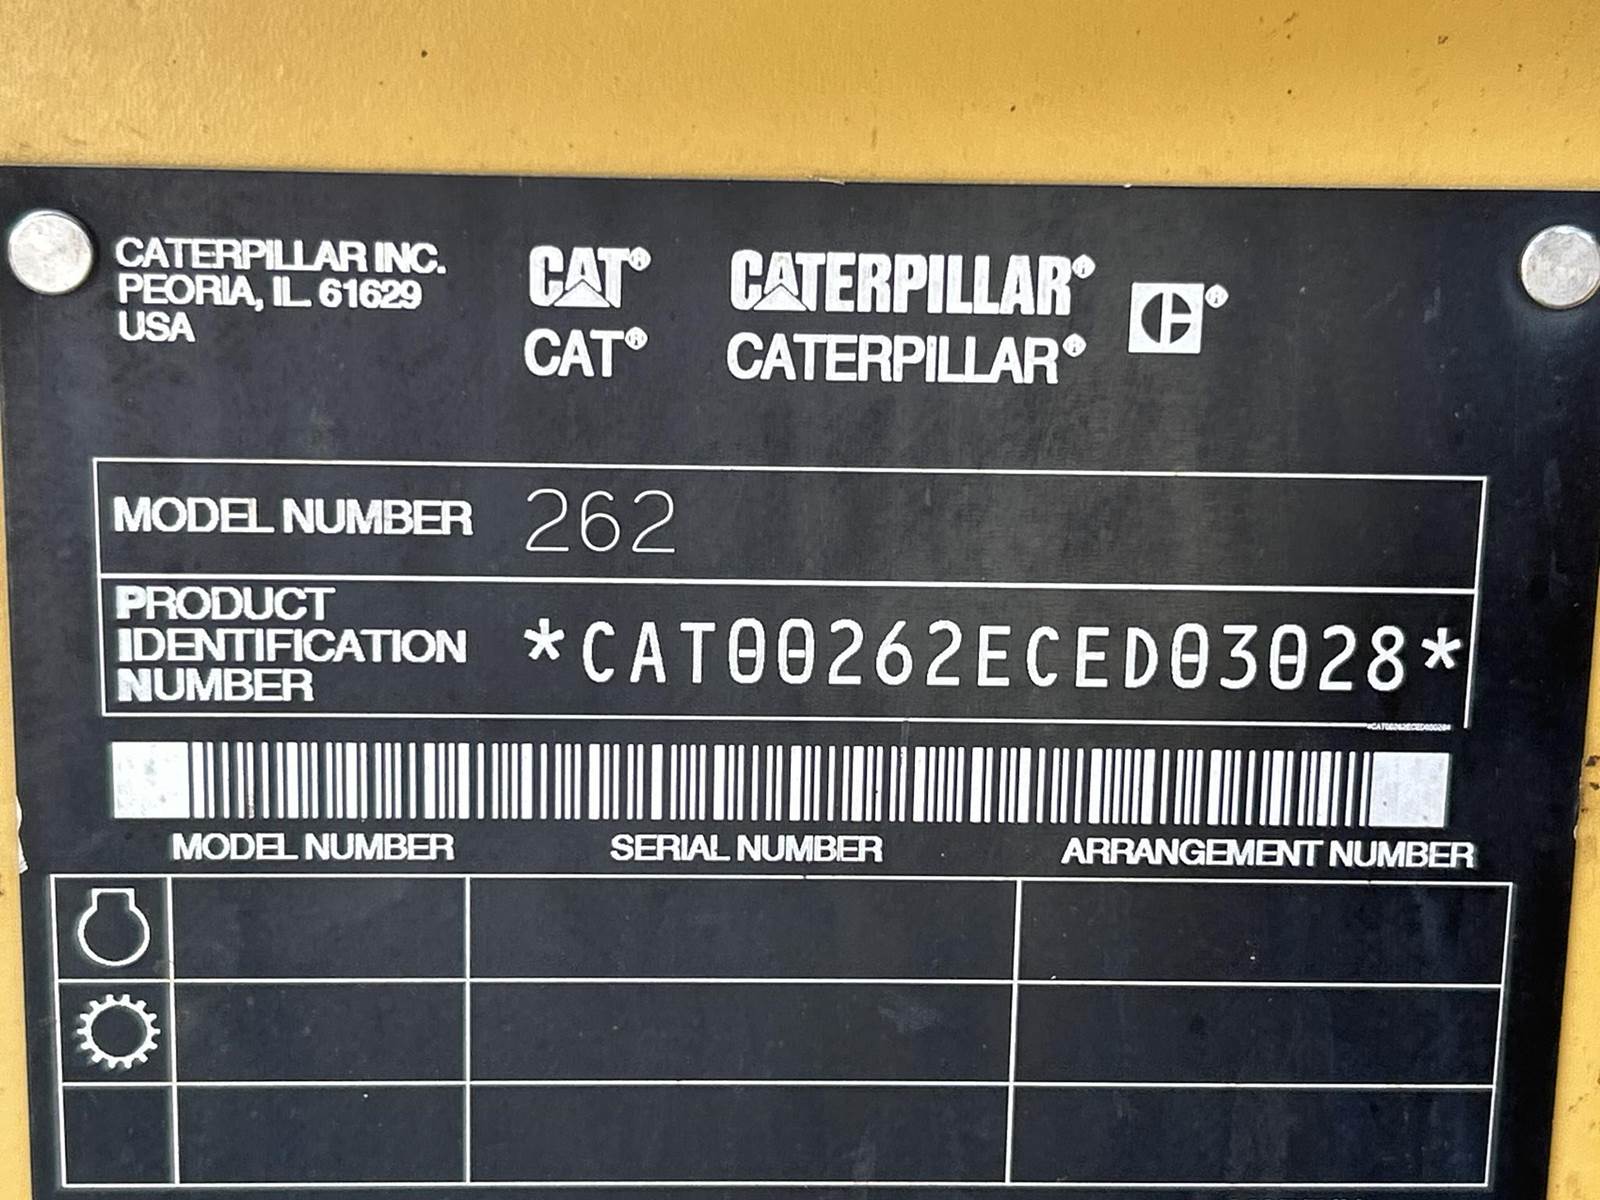 CATERPILLAR INC.
PEORIA, IL 61629
USA
CAT®
CAT®
CATERPILLAR®
CATERPILLAR®
C®
MODEL NUMBER 262
PRODUCT
IDENTIFICATION
NUMBER
*CAT00262ECED03028*
MODEL NUMBER SERIAL NUMBER ARRANGEMENT NUMBER